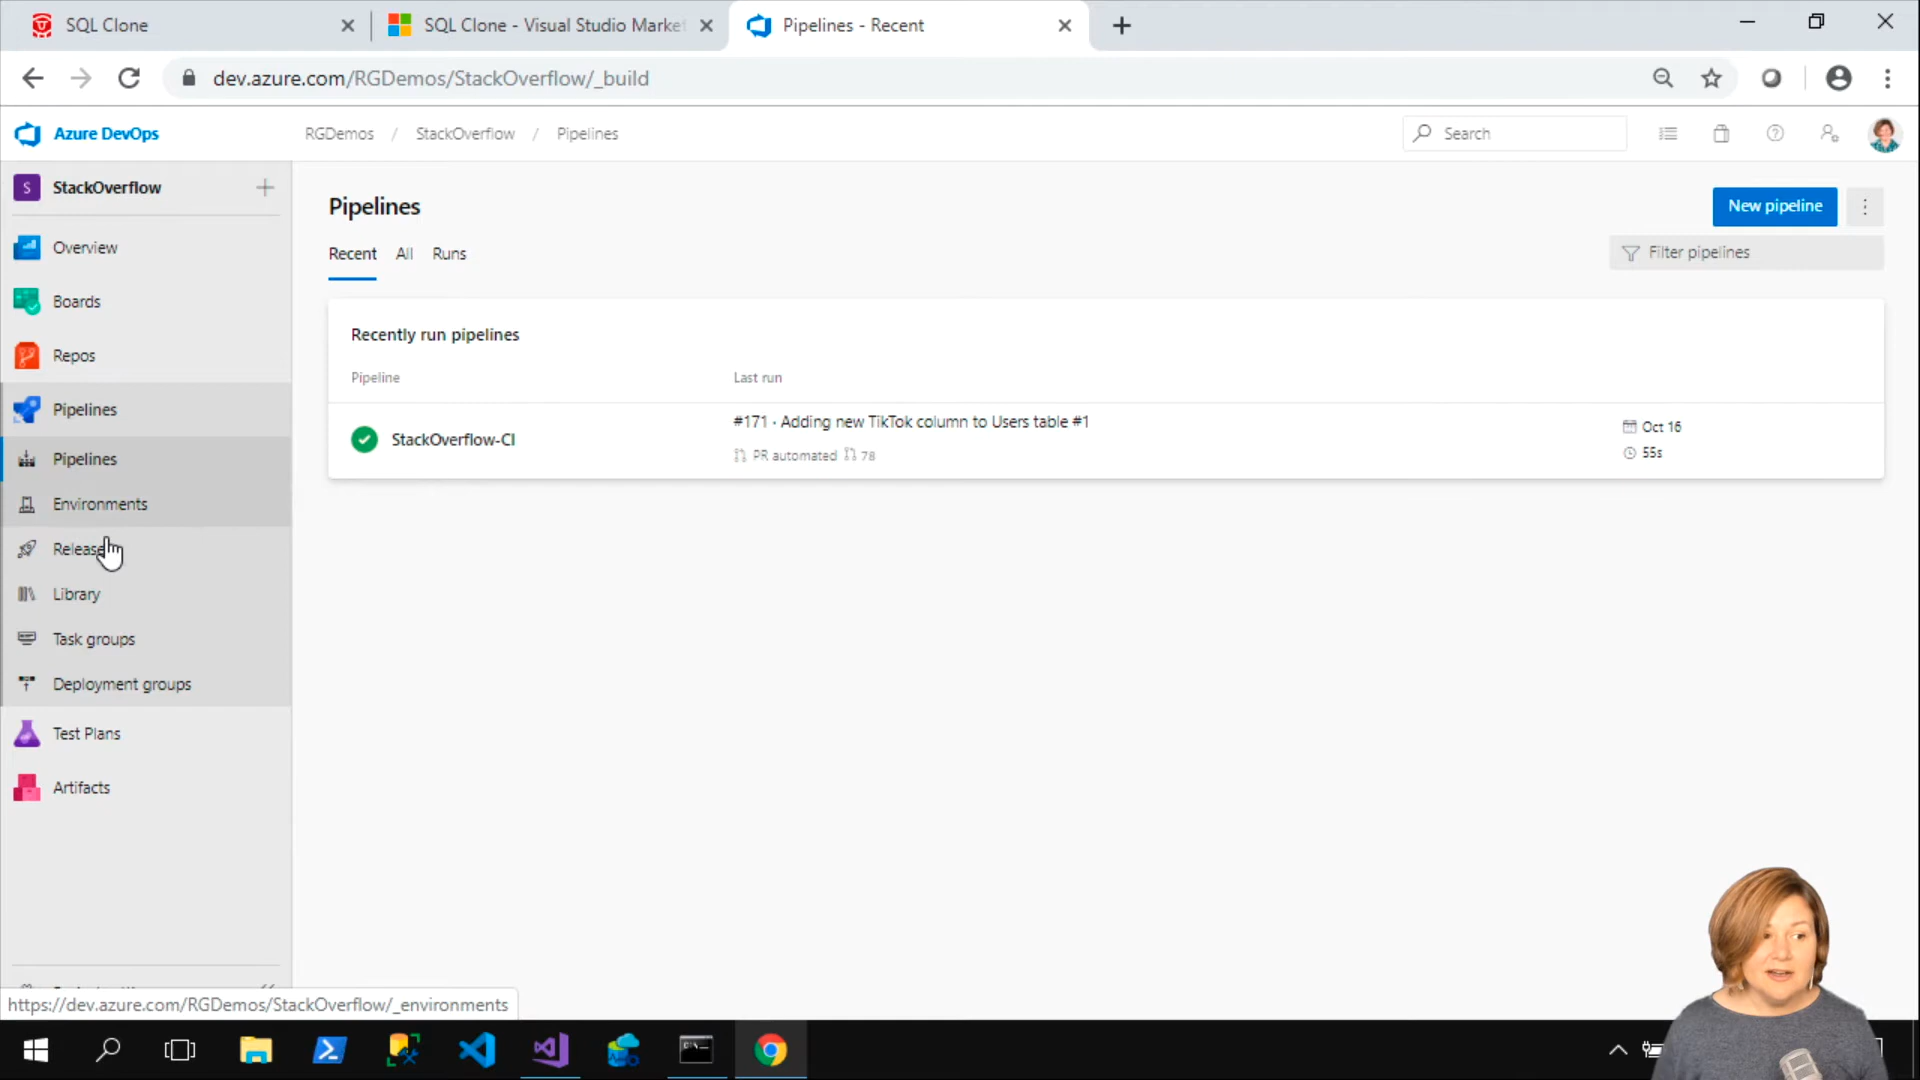 SQL Clone
SQL Clone - Visual Studio Market
Pipelines - Recent
dev.azure.com/RGDemos/StackOverflow/_build
Azure DevOps
RGDemos / StackOverflow / Pipelines
Search
S StackOverflow
Overview
Boards
Repos
Pipelines
Pipelines
Environments
Release
Library
Task groups
Deployment groups
Test Plans
Artifacts
Pipelines
New pipeline
Recent All Runs
Filter pipelines
Recently run pipelines
Pipeline Last run
StackOverflow-CI
#171 · Adding new TikTok column to Users table #1
PR automated 78
Oct 16
55s
https://dev.azure.com/RGDemos/StackOverflow/_environments